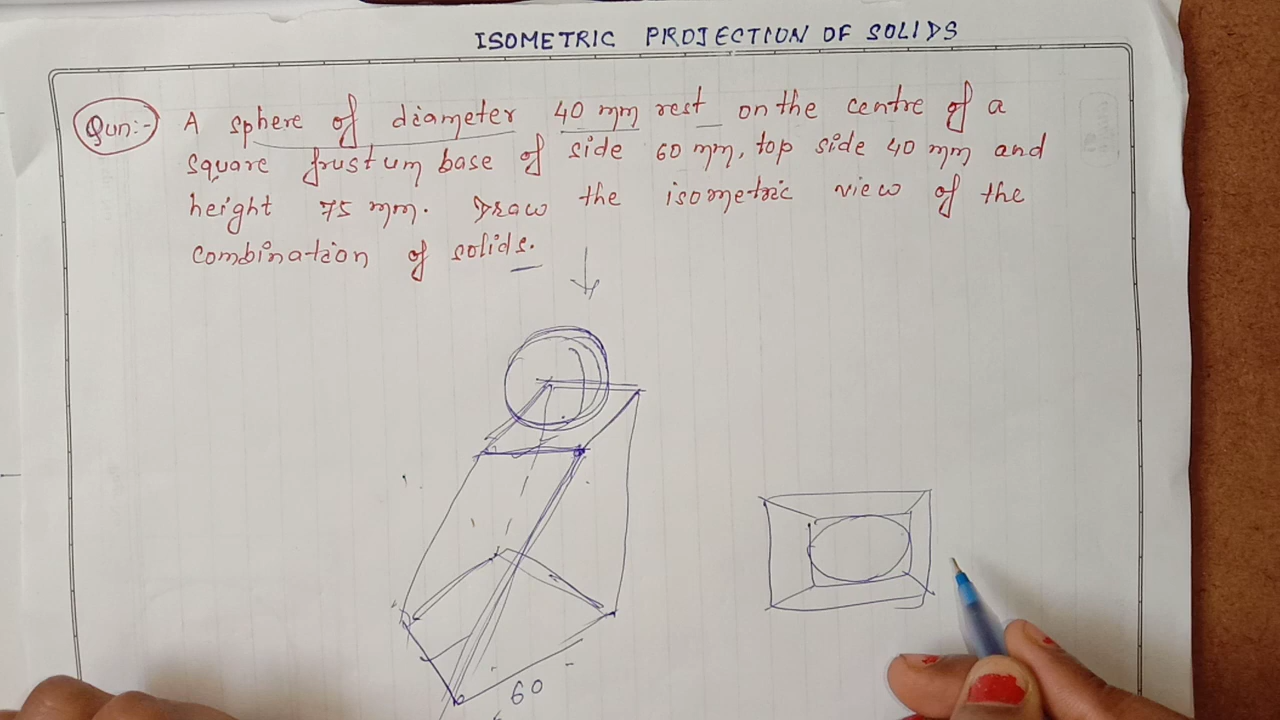 ISOMETRIC PROJECTION OF SOLIDS
Qun:- A sphere of diameter 40 mm rest on the centre of a
square frustum base of side 60 mm, top side 40 mm and
height 75 mm. Draw the isometric view of the
combination of solids.
60